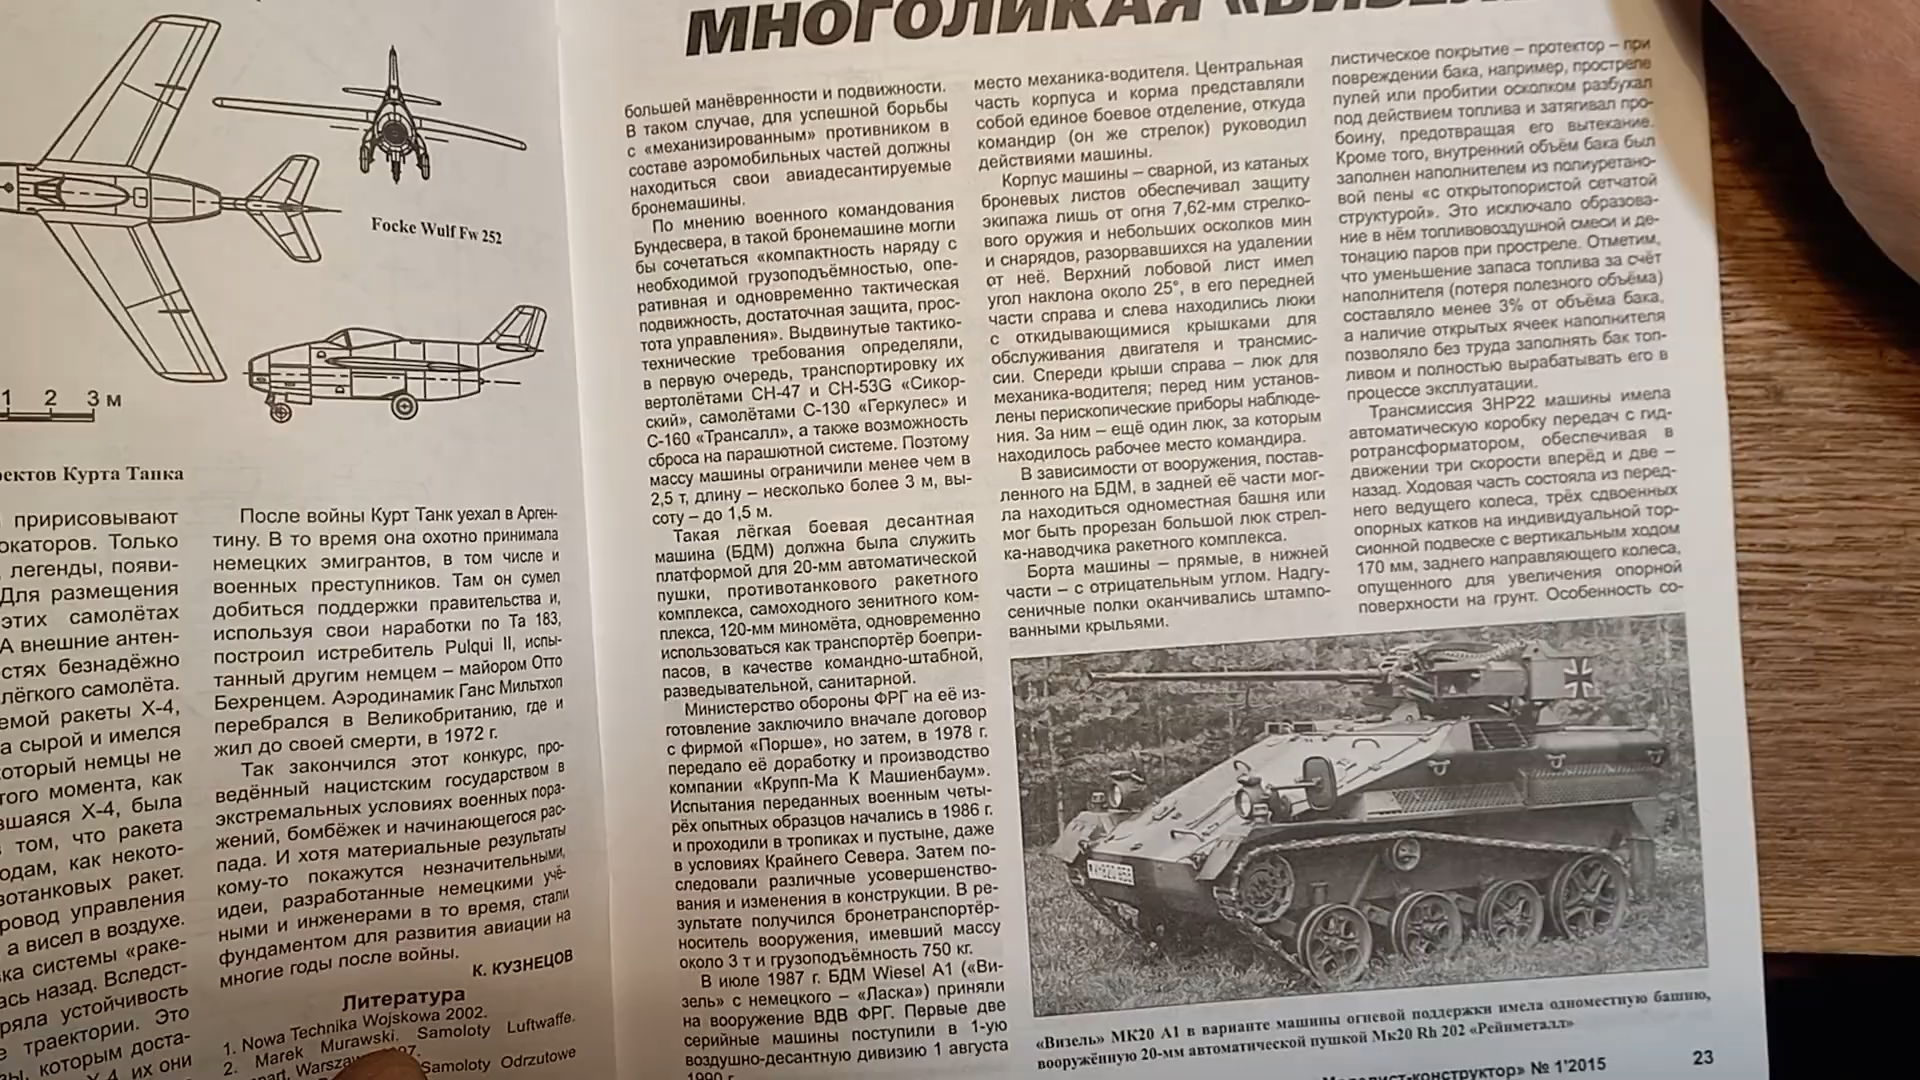 Focke Wulf Fw 252
1 2 3 м
Курта Танка
пририсовывают
Только
легенды, появи-
Для размещения
этих самолётах
А внешние антен-
безнадёжно
лёгкого самолёта.
ракеты Х-4,
а сырой и имелся
немцы не
момента, как
Х-4, была
в том, что ракета
как некото-
ракет.
управления
а висел в воздухе.
системы «раке-
назад. Вследст-
устойчивость
траектории. Это
которым доста-
Х-4, их они
После войны Курт Танк уехал в Арген-
тину. В то время она охотно принимала
немецких эмигрантов, в том числе и
военных преступников. Там он сумел
добиться поддержки правительства и,
используя свои наработки по Ta 183,
построил истребитель Pulqui II, испы-
танный другим немцем – майором Отто
Бехренцем. Аэродинамик Ганс Мильтхоп
перебрался в Великобританию, где и
жил до своей смерти, в 1972 г.
Так закончился этот конкурс, про-
ведённый нацистским государством в
экстремальных условиях военных пора-
жений, бомбёжек и начинающегося рас-
пада. И хотя материальные результаты
кому-то покажутся незначительными,
идеи, разработанные немецкими учё-
ными и инженерами в то время, стали
фундаментом для развития авиации на
многие годы после войны.
К. КУЗНЕЦОВ
Литература
1. Nowa Technika Wojskowa 2002.
2. Marek Murawski. Samoloty Luftwaffe.
Samoloty Odrzutowe
МНОГОЛИКАЯ
большей манёвренности и подвижности.
В таком случае, для успешной борьбы
с «механизированным» противником в
составе аэромобильных частей должны
находиться свои авиадесантируемые
бронемашины.
По мнению военного командования
Бундесвера, в такой бронемашине могли
бы сочетаться «компактность наряду с
необходимой грузоподъёмностью, опе-
ративная и одновременно тактическая
подвижность, достаточная защита, прос-
тота управления». Выдвинутые тактико-
технические требования определяли,
в первую очередь, транспортировку их
вертолётами CH-47 и CH-53G «Сикор-
ский», самолётами C-130 «Геркулес» и
C-160 «Трансалл», а также возможность
сброса на парашютной системе. Поэтому
массу машины ограничили менее чем в
2,5 т, длину – несколько более 3 м, вы-
соту – до 1,5 м.
Такая лёгкая боевая десантная
машина (БДМ) должна была служить
платформой для 20-мм автоматической
пушки, противотанкового ракетного
комплекса, самоходного зенитного ком-
плекса, 120-мм миномёта, одновременно
использоваться как транспортёр боепри-
пасов, в качестве командно-штабной,
разведывательной, санитарной.
Министерство обороны ФРГ на её из-
готовление заключило вначале договор
с фирмой «Порше», но затем, в 1978 г.
передало её доработку и производство
компании «Крупп-Ма К Машиенбаум».
Испытания переданных военным четы-
рёх опытных образцов начались в 1986 г.
и проходили в тропиках и пустыне, даже
в условиях Крайнего Севера. Затем по-
следовали различные усовершенство-
вания и изменения в конструкции. В ре-
зультате получился бронетранспортёр-
носитель вооружения, имевший массу
около 3 т и грузоподъёмность 750 кг.
В июле 1987 г. БДМ Wiesel A1 («Ви-
зель» с немецкого – «Ласка») приняли
на вооружение ВДВ ФРГ. Первые две
серийные машины поступили в 1-ую
воздушно-десантную дивизию 1 августа
место механика-водителя. Центральная
часть корпуса и корма представляли
собой единое боевое отделение, откуда
командир (он же стрелок) руководил
действиями машины.
Корпус машины – сварной, из катаных
броневых листов обеспечивал защиту
экипажа лишь от огня 7,62-мм стрелко-
вого оружия и небольших осколков мин
и снарядов, разорвавшихся на удалении
от неё. Верхний лобовой лист имел
угол наклона около 25°, в его передней
части справа и слева находились люки
с откидывающимися крышками для
обслуживания двигателя и трансмис-
сии. Спереди крыши справа – люк для
механика-водителя; перед ним установ-
лены перископические приборы наблюде-
ния. За ним – ещё один люк, за которым
находилось рабочее место командира.
В зависимости от вооружения, постав-
ленного на БДМ, в задней её части мог-
ла находиться одноместная башня или
мог быть прорезан большой люк стрел-
ка-наводчика ракетного комплекса.
Борта машины – прямые, в нижней
части – с отрицательным углом. Надгу-
сеничные полки оканчивались штампо-
ванными крыльями.
листическое покрытие – протектор – при
повреждении бака, например, простреле
пулей или пробитии осколком разбухал
под действием топлива и затягивал про-
боину, предотвращая его вытекание.
Кроме того, внутренний объём бака был
заполнен наполнителем из полиуретано-
вой пены «с открытопористой сетчатой
структурой». Это исключало образова-
ние в нём топливовоздушной смеси и де-
тонацию паров при простреле. Отметим,
что уменьшение запаса топлива за счёт
наполнителя (потеря полезного объёма)
составляло менее 3% от объёма бака,
а наличие открытых ячеек наполнителя
позволяло без труда заполнять бак топ-
ливом и полностью вырабатывать его в
процессе эксплуатации.
Трансмиссия ЗНР22 машины имела
автоматическую коробку передач с гид-
ротрансформатором, обеспечивая в
движении три скорости вперёд и две –
назад. Ходовая часть состояла из перед-
него ведущего колеса, трёх сдвоенных
опорных катков на индивидуальной тор-
сионной подвеске с вертикальным ходом
170 мм, заднего направляющего колеса,
опущенного для увеличения опорной
поверхности на грунт. Особенность со-
«Визель» МК20 А1 в варианте машины огневой поддержки имела одноместную башню,
вооружённую 20-мм автоматической пушкой Мк20 Rh 202 «Рейнметалл»
№ 1'2015 23